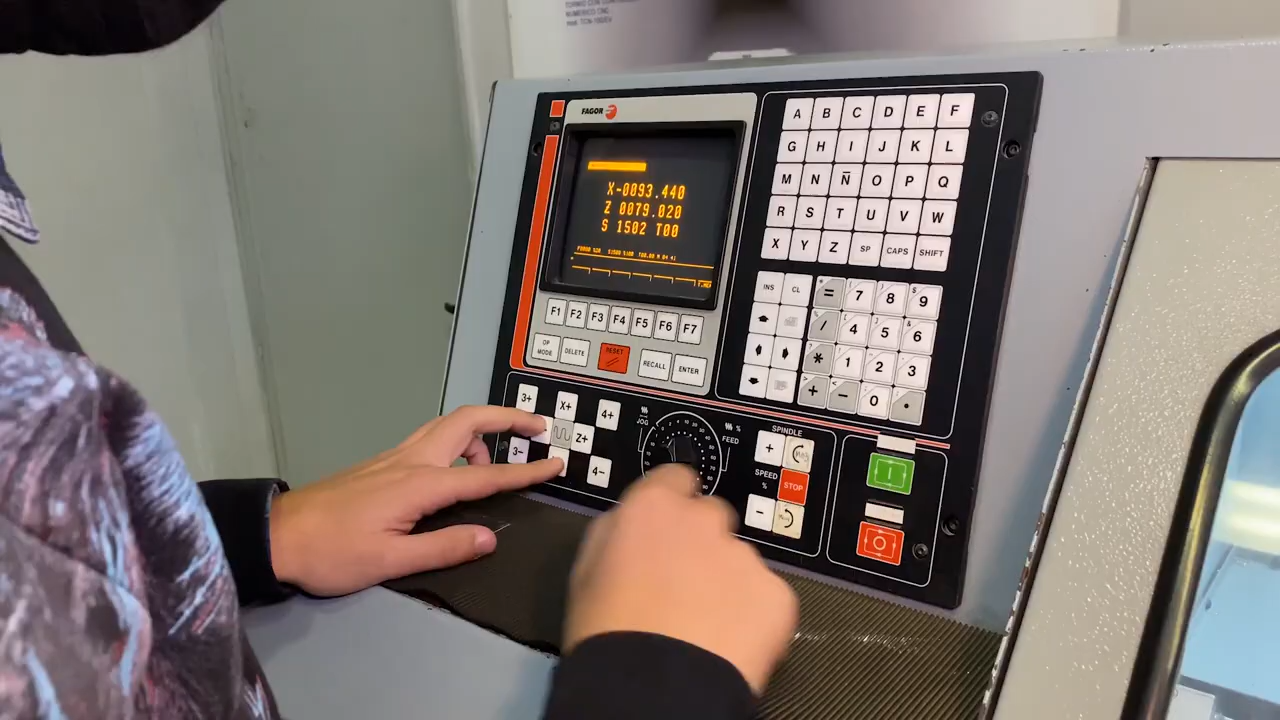 NUMERICO CNC
FAGOR
X-0093.440
Z 0079.020
S 1502 T00
F1 F2 F3 F4 F5 F6 F7
OP MODE
DELETE
RESET
RECALL
ENTER
A B C D E F
G H I J K L
M N Ñ O P Q
R S T U V W
X Y Z SP CAPS SHIFT
INS CL = 7 8 9
/ 4 5 6
* 1 2 3
+ - 0 .
3+ X+ 4+
Z+
3- 4-
JOG
% FEED
SPINDLE
+
SPEED %
STOP
-